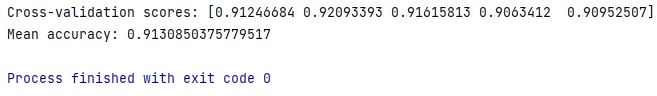 Cross-validation scores: [0.91246684 0.92093393 0.91615813 0.9063412  0.90952507]
Mean accuracy: 0.9130850375779517
Process finished with exit code 0